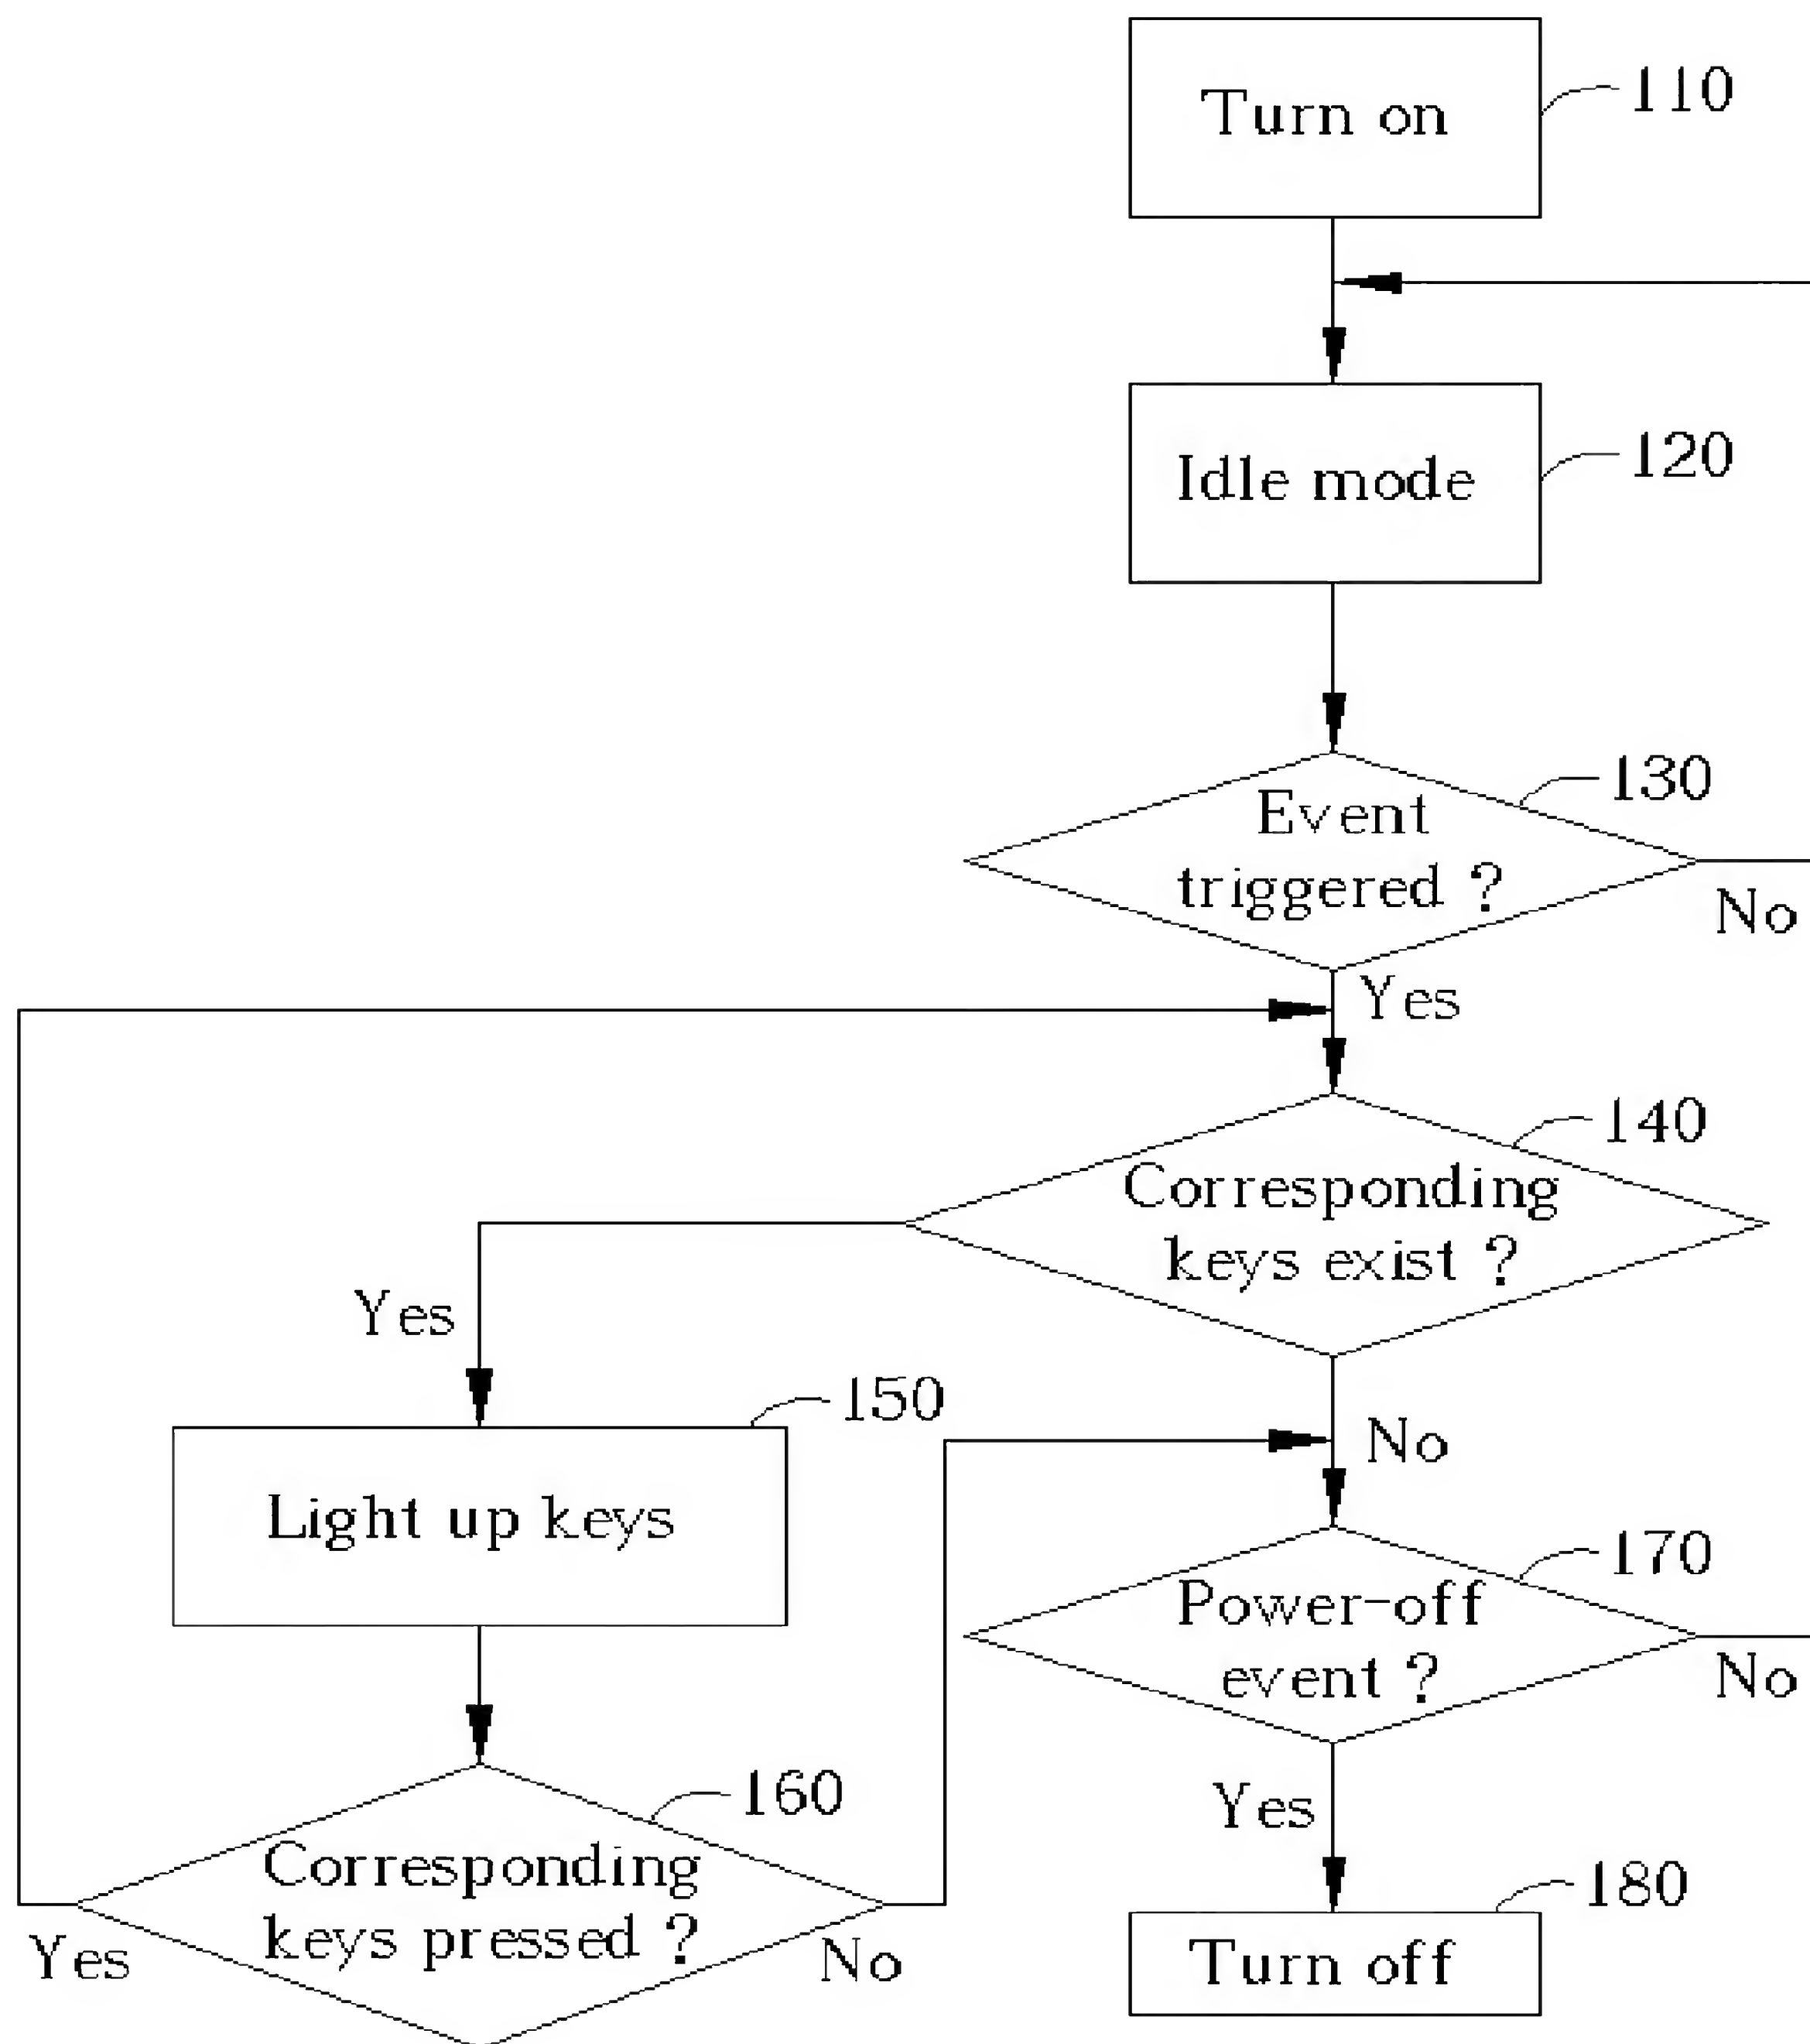 Turn on
110
Idle mode
120
130
Event
triggered ?
No
Yes
140
Corresponding
keys exist ?
Yes
150
No
Light up keys
170
Power-off
event ?
No
160
Yes
Corresponding
keys pressed ?
Yes
No
180
Turn off